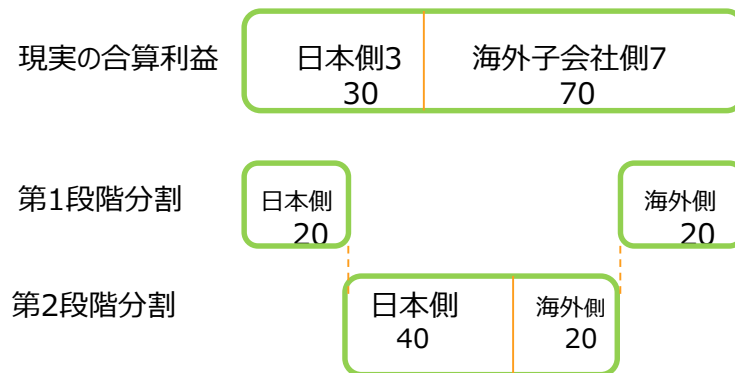 現実の合算利益
日本側3
30
海外子会社側7
70
第1段階分割
日本側
20
海外側
20
第2段階分割
日本側
40
海外側
20